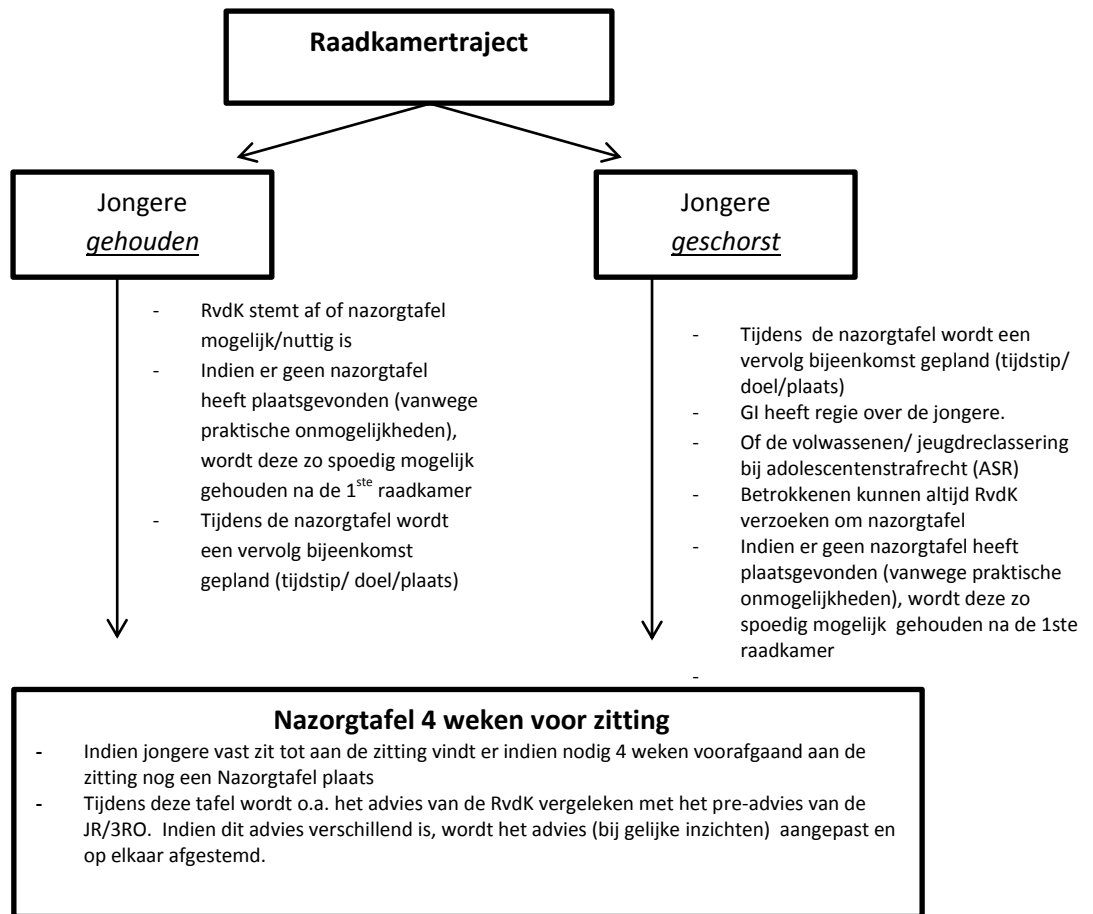 Raadkamertraject
Jongere
gehouden
Jongere
geschorst
- RvdK stemt af of nazorgtafel
mogelijk/nuttig is
- Indien er geen nazorgtafel
heeft plaatsgevonden (vanwege
praktische onmogelijkheden),
wordt deze zo spoedig mogelijk
gehouden na de 1ste raadkamer
- Tijdens de nazorgtafel wordt
een vervolg bijeenkomst
gepland (tijdstip/ doel/plaats)
- Tijdens de nazorgtafel wordt een
vervolg bijeenkomst gepland (tijdstip/
doel/plaats)
- GI heeft regie over de jongere.
- Of de volwassenen/ jeugdreclassering
bij adolescentenstrafrecht (ASR)
- Betrokkenen kunnen altijd RvdK
verzoeken om nazorgtafel
- Indien er geen nazorgtafel heeft
plaatsgevonden (vanwege praktische
onmogelijkheden), wordt deze zo
spoedig mogelijk gehouden na de 1ste
raadkamer
-
Nazorgtafel 4 weken voor zitting
- Indien jongere vast zit tot aan de zitting vindt er indien nodig 4 weken voorafgaand aan de
zitting nog een Nazorgtafel plaats
- Tijdens deze tafel wordt o.a. het advies van de RvdK vergeleken met het pre-advies van de
JR/3RO. Indien dit advies verschillend is, wordt het advies (bij gelijke inzichten) aangepast en
op elkaar afgestemd.